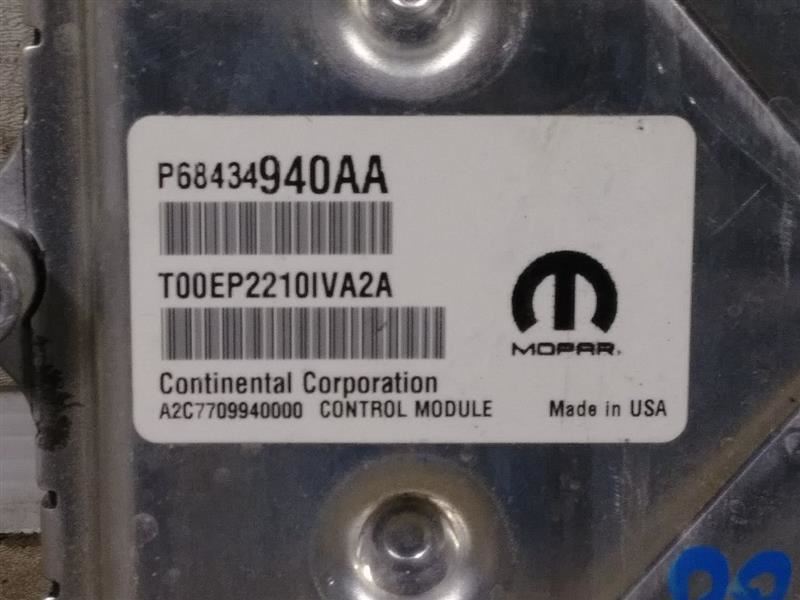 P68434940AA
T00EP2210IVA2A
MOPAR.
Continental Corporation
A2C7709940000 CONTROL MODULE Made in USA